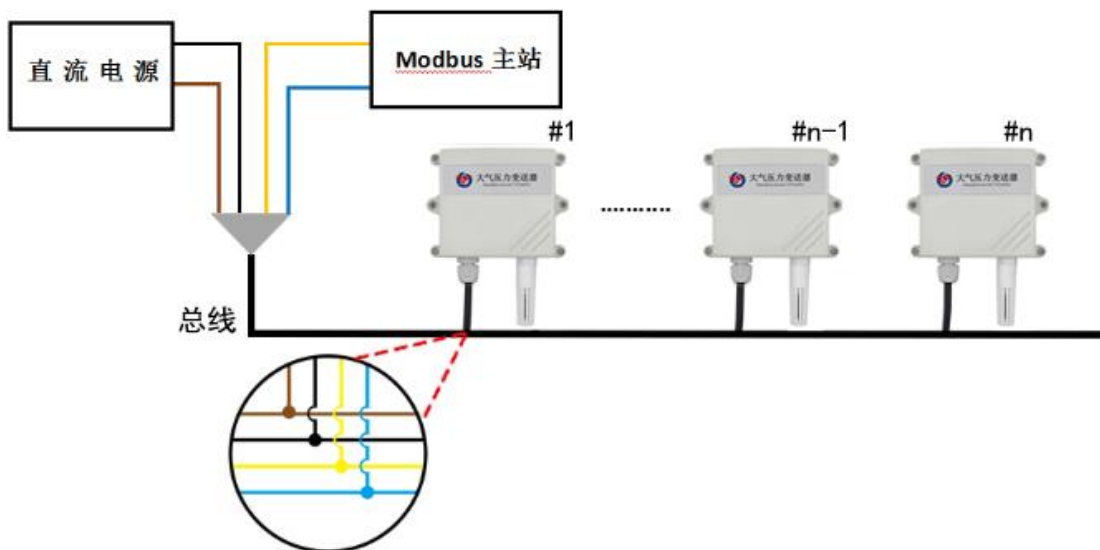 直流电源
Modbus 主站
#1
#n-1
#n
大气压力变送器
...........
大气压力变送器
大气压力变送器
总线